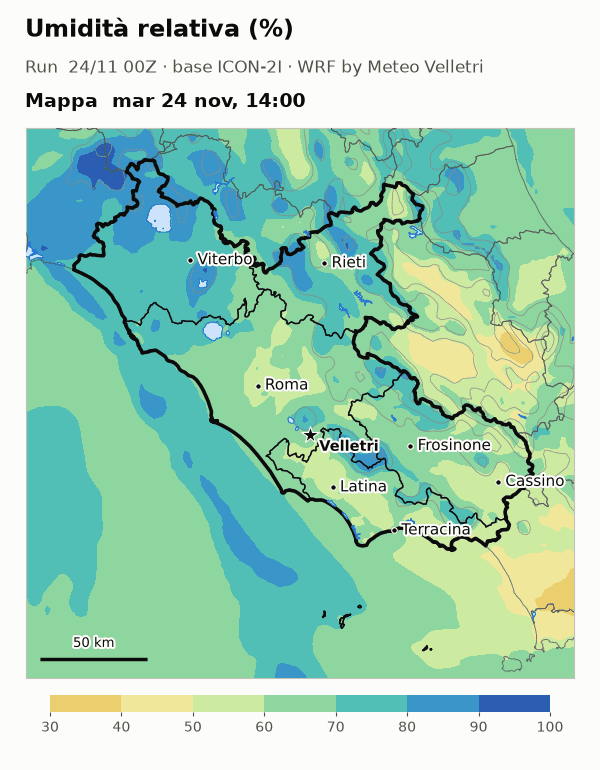 Umidità relativa (%)
Run  24/11 00Z · base ICON-2I · WRF by Meteo Velletri
Mappa  mar 24 nov, 14:00
Viterbo
Rieti
Roma
Velletri
Frosinone
Cassino
Latina
Terracina
50 km
30 40 50 60 70 80 90 100